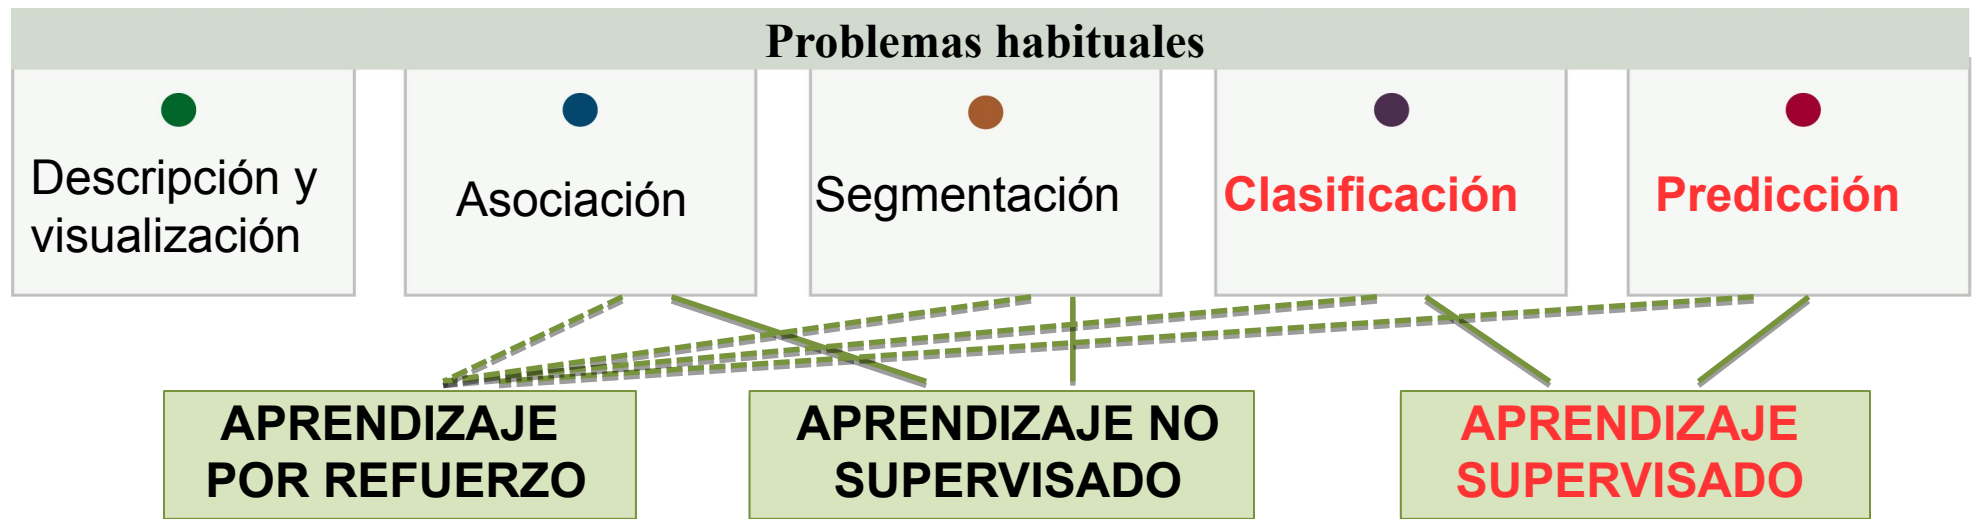 Problemas habituales
Descripción y
visualización
Asociación
Segmentación
Clasificación
Predicción
APRENDIZAJE
POR REFUERZO
APRENDIZAJE NO
SUPERVISADO
APRENDIZAJE
SUPERVISADO